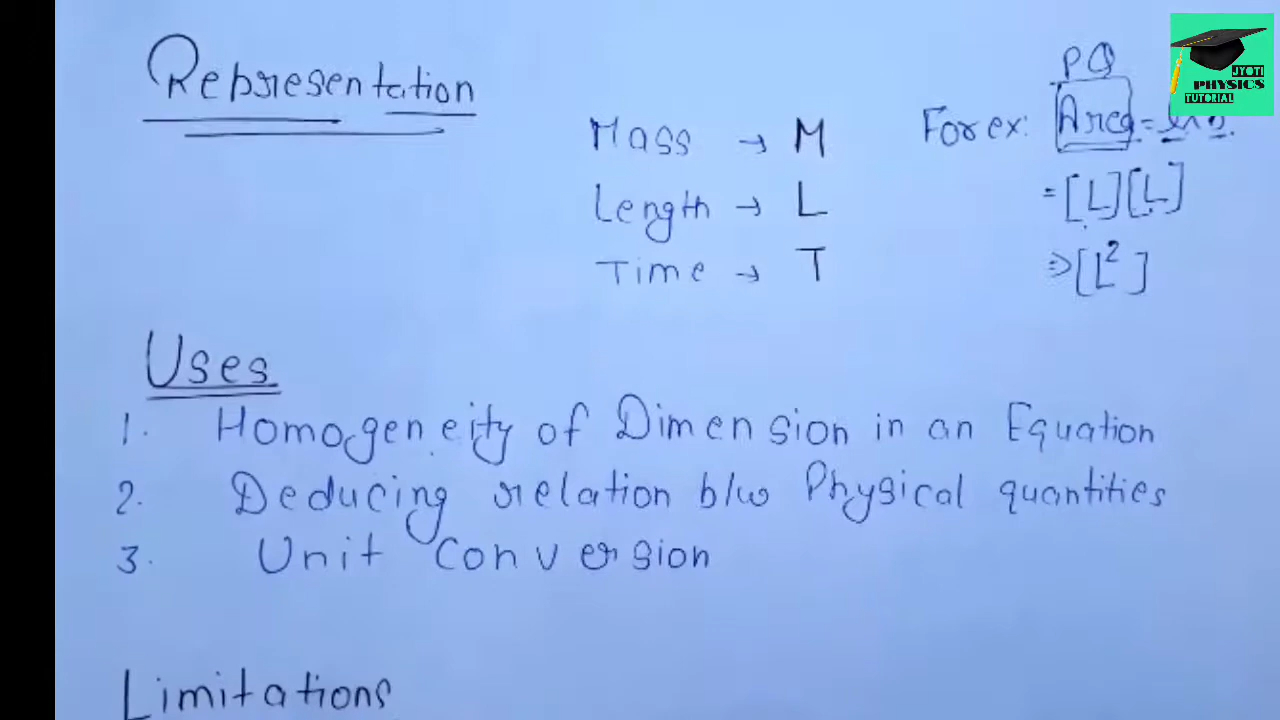 Representation
Mass → M
Length → L
Time → T
PQ
For ex: Area = l x b.
= [L][L]
⇒ [L²]
JYOTI
PHYSICS
TUTORIAL
Uses
1. Homogeneity of Dimension in an Equation
2. Deducing relation b/w Physical quantities
3. Unit Conversion
Limitations